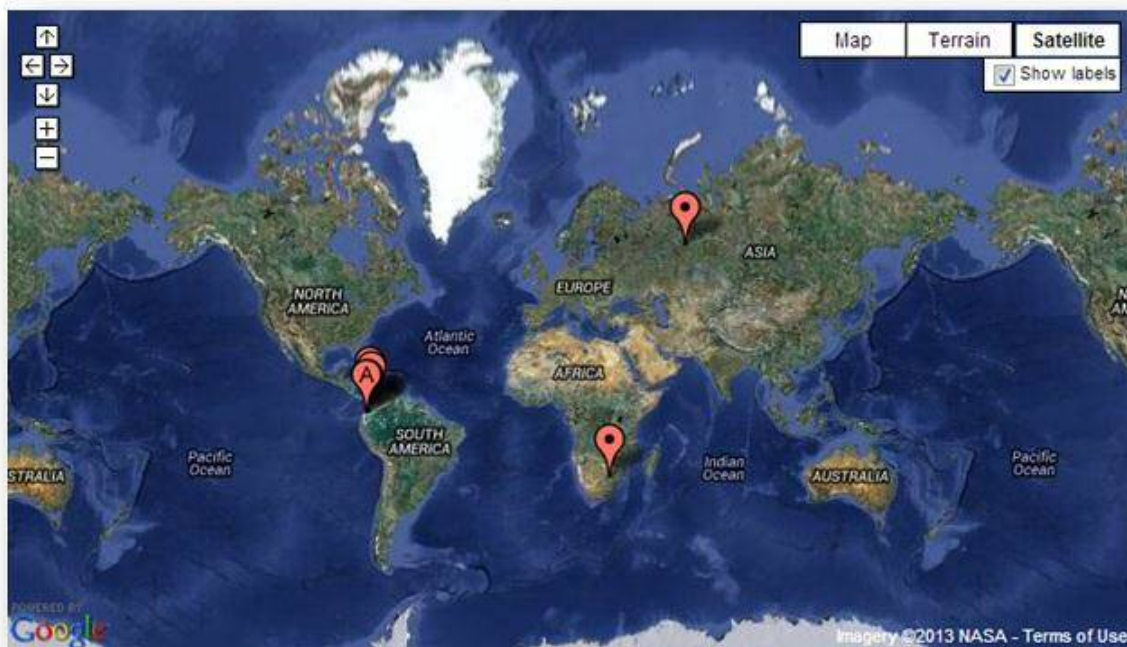 Map
Terrain
Satellite
Show labels
ASIA
EUROPE
NORTH
AMERICA
Atlantic
Ocean
AFRICA
A
SOUTH
AMERICA
Pacific
Ocean
Indian
Ocean
Pacific
Ocean
STRALIA
AUSTRALIA
N
AM
POWERED BY
Google
Imagery ©2013 NASA - Terms of Use